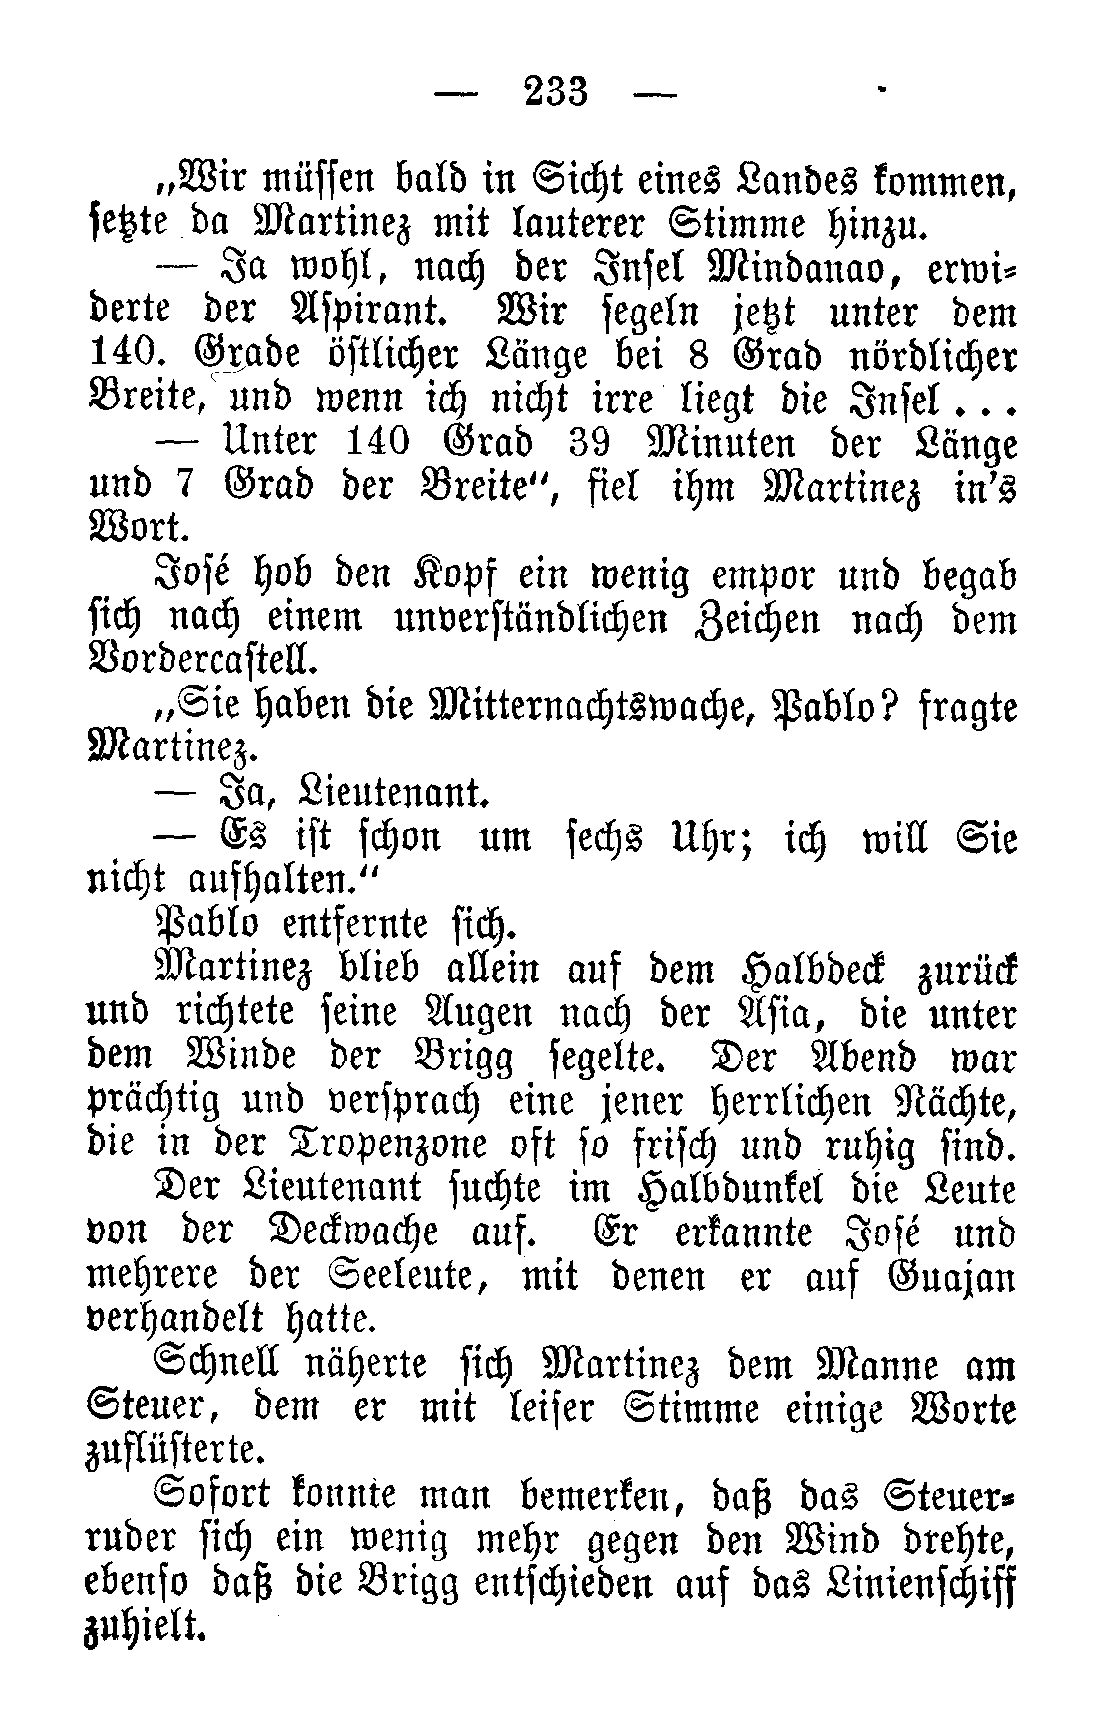 — 233 —
„Wir müssen bald in Sicht eines Landes kommen,
setzte da Martinez mit lauterer Stimme hinzu.
— Ja wohl, nach der Insel Mindanao, erwi-
derte der Aspirant. Wir segeln jetzt unter dem
140. Grade östlicher Länge bei 8 Grad nördlicher
Breite, und wenn ich nicht irre liegt die Insel . . .
— Unter 140 Grad 39 Minuten der Länge
und 7 Grad der Breite“, fiel ihm Martinez in's
Wort.
José hob den Kopf ein wenig empor und begab
sich nach einem unverständlichen Zeichen nach dem
Vordercastell.
„Sie haben die Mitternachtswache, Pablo? fragte
Martinez.
— Ja, Lieutenant.
— Es ist schon um sechs Uhr; ich will Sie
nicht aufhalten.“
Pablo entfernte sich.
Martinez blieb allein auf dem Halbdeck zurück
und richtete seine Augen nach der Asia, die unter
dem Winde der Brigg segelte. Der Abend war
prächtig und versprach eine jener herrlichen Nächte,
die in der Tropenzone oft so frisch und ruhig sind.
Der Lieutenant suchte im Halbdunkel die Leute
von der Deckwache auf. Er erkannte José und
mehrere der Seeleute, mit denen er auf Guajan
verhandelt hatte.
Schnell näherte sich Martinez dem Manne am
Steuer, dem er mit leiser Stimme einige Worte
zuflüsterte.
Sofort konnte man bemerken, daß das Steuer-
ruder sich ein wenig mehr gegen den Wind drehte,
ebenso daß die Brigg entschieden auf das Linienschiff
zuhielt.